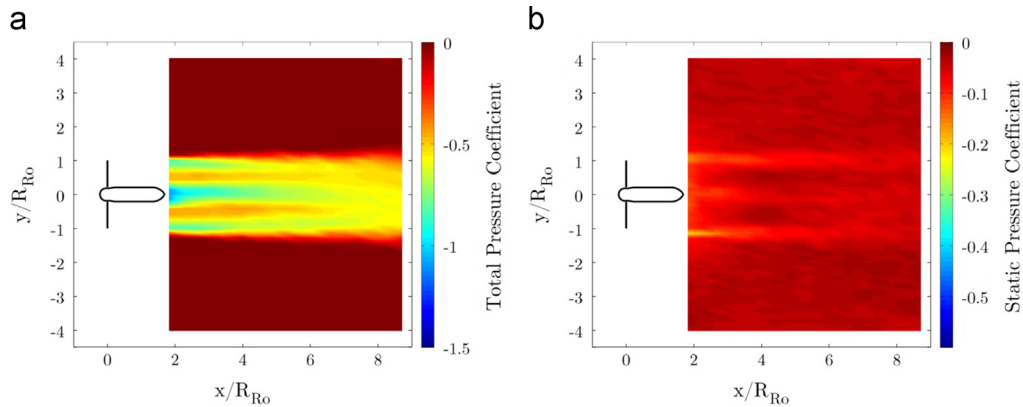 a
4
3
2
1
0
-1
-2
-3
-4
y/R_Ro
0 2 4 6 8
x/R_Ro
0
-0.5
-1
-1.5
Total Pressure Coefficient
b
4
3
2
1
0
-1
-2
-3
-4
y/R_Ro
0 2 4 6 8
x/R_Ro
0
-0.1
-0.2
-0.3
-0.4
-0.5
Static Pressure Coefficient